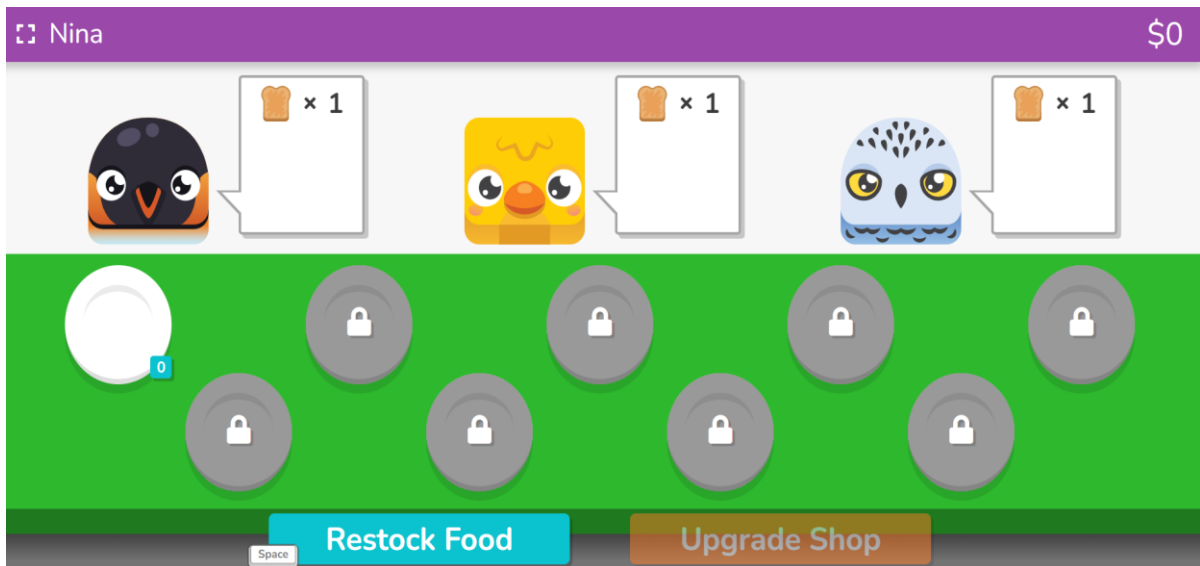 Nina
$0
× 1
× 1
× 1
0
Restock Food
Space
Upgrade Shop